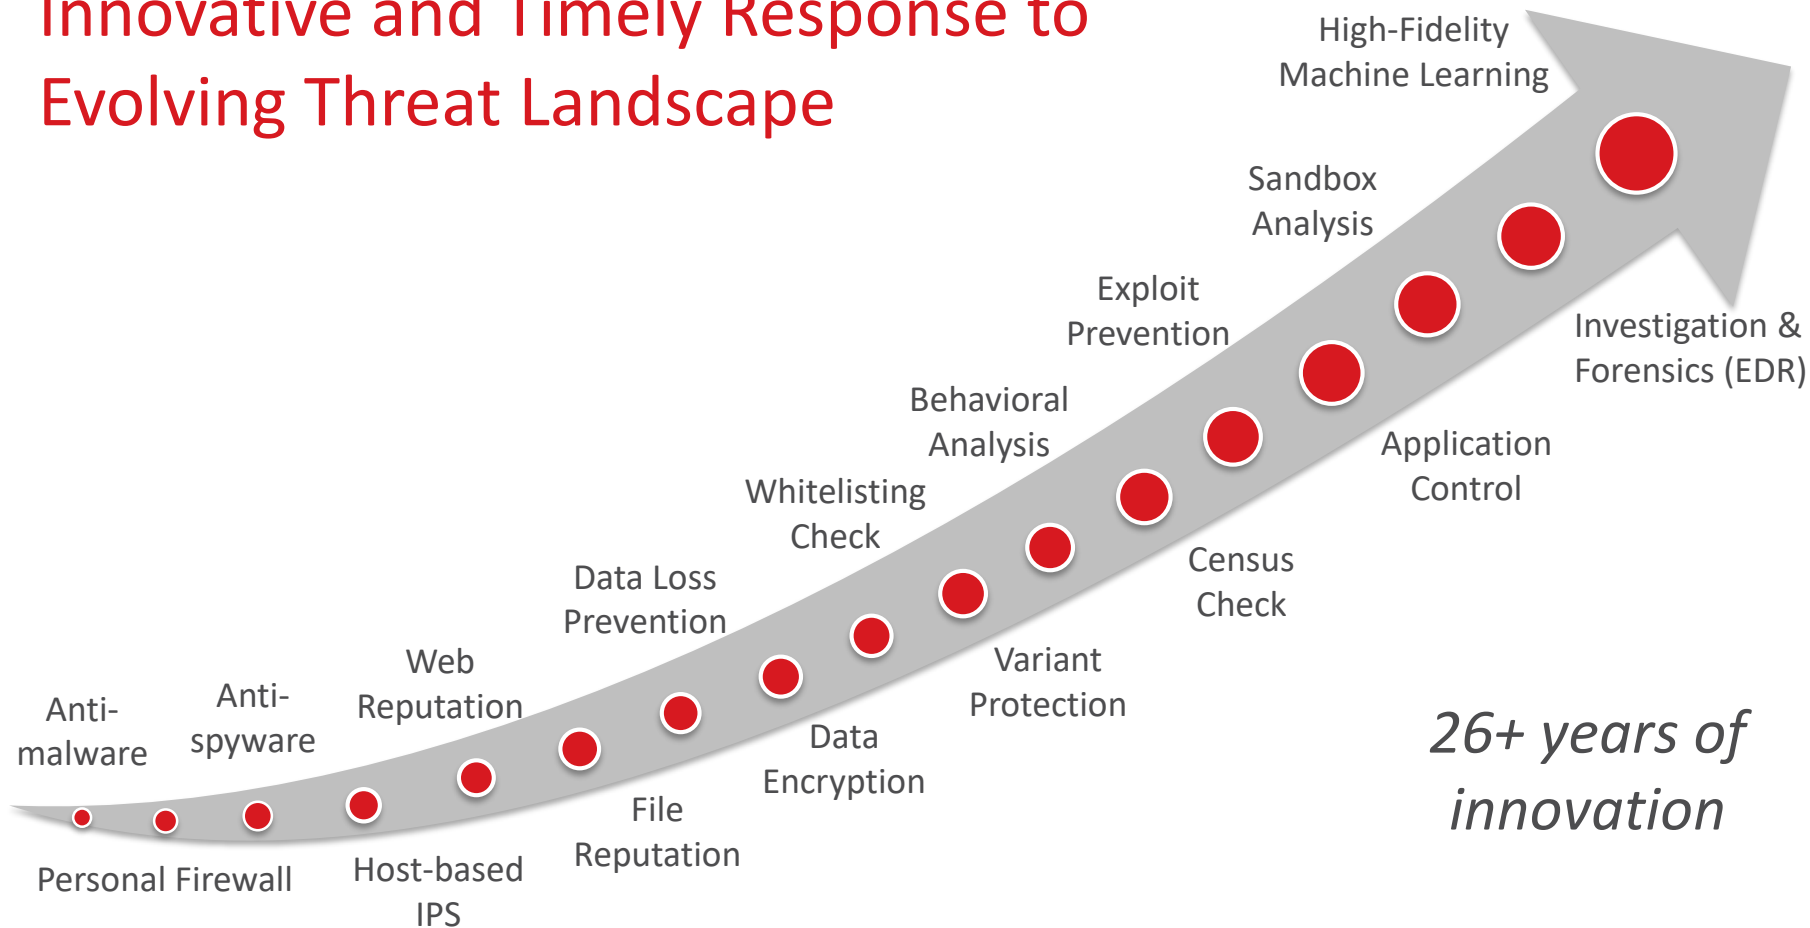 Innovative and Timely Response to
Evolving Threat Landscape
High-Fidelity
Machine Learning
Sandbox
Analysis
Exploit
Prevention
Investigation &
Forensics (EDR)
Behavioral
Analysis
Application
Control
Whitelisting
Check
Census
Check
Data Loss
Prevention
Variant
Protection
Web
Reputation
Data
Encryption
Anti-
malware
Anti-
spyware
File
Reputation
Personal Firewall
Host-based
IPS
26+ years of
innovation